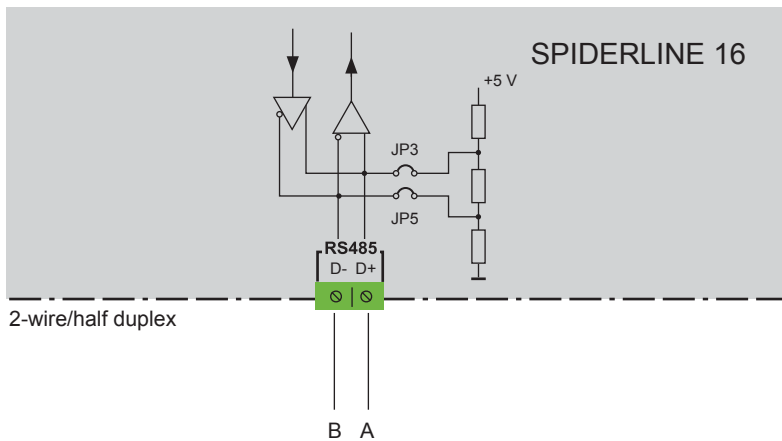 SPIDERLINE 16
+5 V
JP3
JP5
RS485
D- D+
2-wire/half duplex
B A